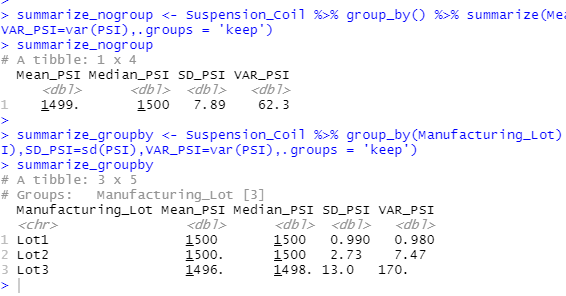 >
> summarize_nogroup <- Suspension_Coil %>% group_by() %>% summarize(Mea
VAR_PSI=var(PSI),.groups = 'keep')
> summarize_nogroup
# A tibble: 1 x 4
  Mean_PSI Median_PSI SD_PSI VAR_PSI
     <dbl>      <dbl>  <dbl>   <dbl>
1    1499.       1500   7.89    62.3
>
> summarize_groupby <- Suspension_Coil %>% group_by(Manufacturing_Lot)
I),SD_PSI=sd(PSI),VAR_PSI=var(PSI),.groups = 'keep')
> summarize_groupby
# A tibble: 3 x 5
# Groups:   Manufacturing_Lot [3]
  Manufacturing_Lot Mean_PSI Median_PSI SD_PSI VAR_PSI
  <chr>                <dbl>      <dbl>  <dbl>   <dbl>
1 Lot1                 1500       1500   0.990   0.980
2 Lot2                 1500.      1500   2.73    7.47
3 Lot3                 1496.      1498. 13.0   170.
>